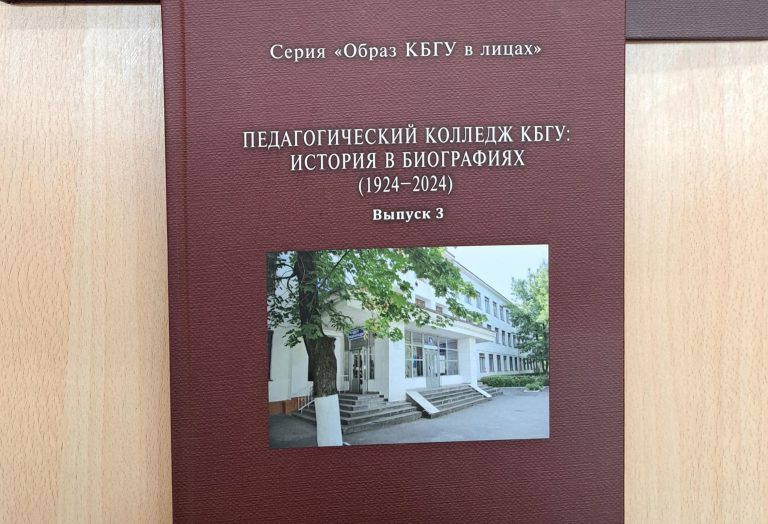 Серия «Образ КБГУ в лицах»
ПЕДАГОГИЧЕСКИЙ КОЛЛЕДЖ КБГУ:
ИСТОРИЯ В БИОГРАФИЯХ
(1924–2024)
Выпуск 3